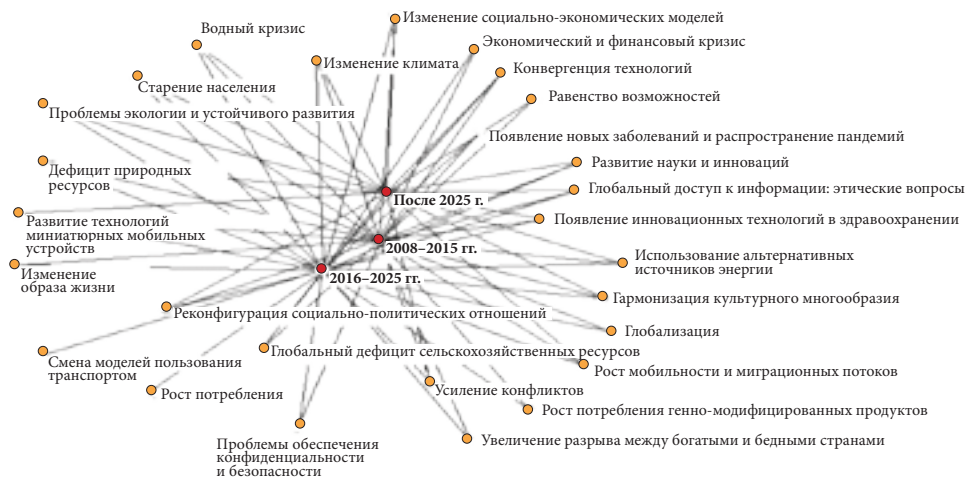 Изменение социально-экономических моделей
Водный кризис
Экономический и финансовый кризис
Изменение климата
Конвергенция технологий
Старение населения
Равенство возможностей
Проблемы экологии и устойчивого развития
Появление новых заболеваний и распространение пандемий
Развитие науки и инноваций
Дефицит природных
ресурсов
Глобальный доступ к информации: этические вопросы
После 2025 г.
Развитие технологий
миниатюрных мобильных
устройств
Появление инновационных технологий в здравоохранении
2008–2015 гг.
Использование альтернативных
источников энергии
Изменение
образа жизни
2016–2025 гг.
Гармонизация культурного многообразия
Реконфигурация социально-политических отношений
Глобализация
Глобальный дефицит сельскохозяйственных ресурсов
Смена моделей пользования
транспортом
Рост мобильности и миграционных потоков
Рост потребления
Усиление конфликтов
Рост потребления генно-модифицированных продуктов
Проблемы обеспечения
конфиденциальности
и безопасности
Увеличение разрыва между богатыми и бедными странами